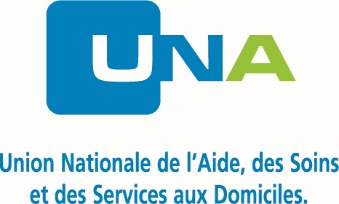 UNA
Union Nationale de l'Aide, des Soins
et des Services aux Domiciles.